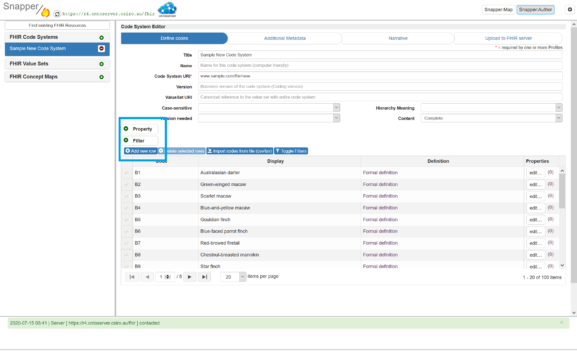 Snapper
https://r4.ontoserver.csiro.au/fhir
Snapper:Map
Snapper:Author
Find existing FHIR Resources
FHIR Code Systems
Sample New Code System
FHIR Value Sets
FHIR Concept Maps
Code System Editor
Define codes
Additional Metadata
Narrative
Upload to FHIR server
* = required by one or more Profiles
Title Sample New Code System
Name Name for this code system (computer friendly)
Code System URI* www.sample.com/fhir/new
Version Business version of the code system (Coding.version)
ValueSet URI Canonical reference to the value set with entire code system
Case-sensitive
Hierarchy Meaning
Version needed
Content Complete
Property
Filter
Add new row
Delete selected rows
Import codes from file (csv/tsv)
Toggle Filters
Code Display Definition Properties
B1 Australasian darter Formal definition edit... (0)
B2 Green-winged macaw Formal definition edit... (0)
B3 Scarlet macaw Formal definition edit... (0)
B4 Blue-and-yellow macaw Formal definition edit... (0)
B5 Gouldian finch Formal definition edit... (0)
B6 Blue-faced parrot finch Formal definition edit... (0)
B7 Red-browed firetail Formal definition edit... (0)
B8 Chestnut-breasted mannikin Formal definition edit... (0)
B9 Star finch Formal definition edit... (0)
1 / 6 20 items per page
1 - 20 of 103 items
2020-07-15 03:41 | Server [ https://r4.ontoserver.csiro.au/fhir ] contacted